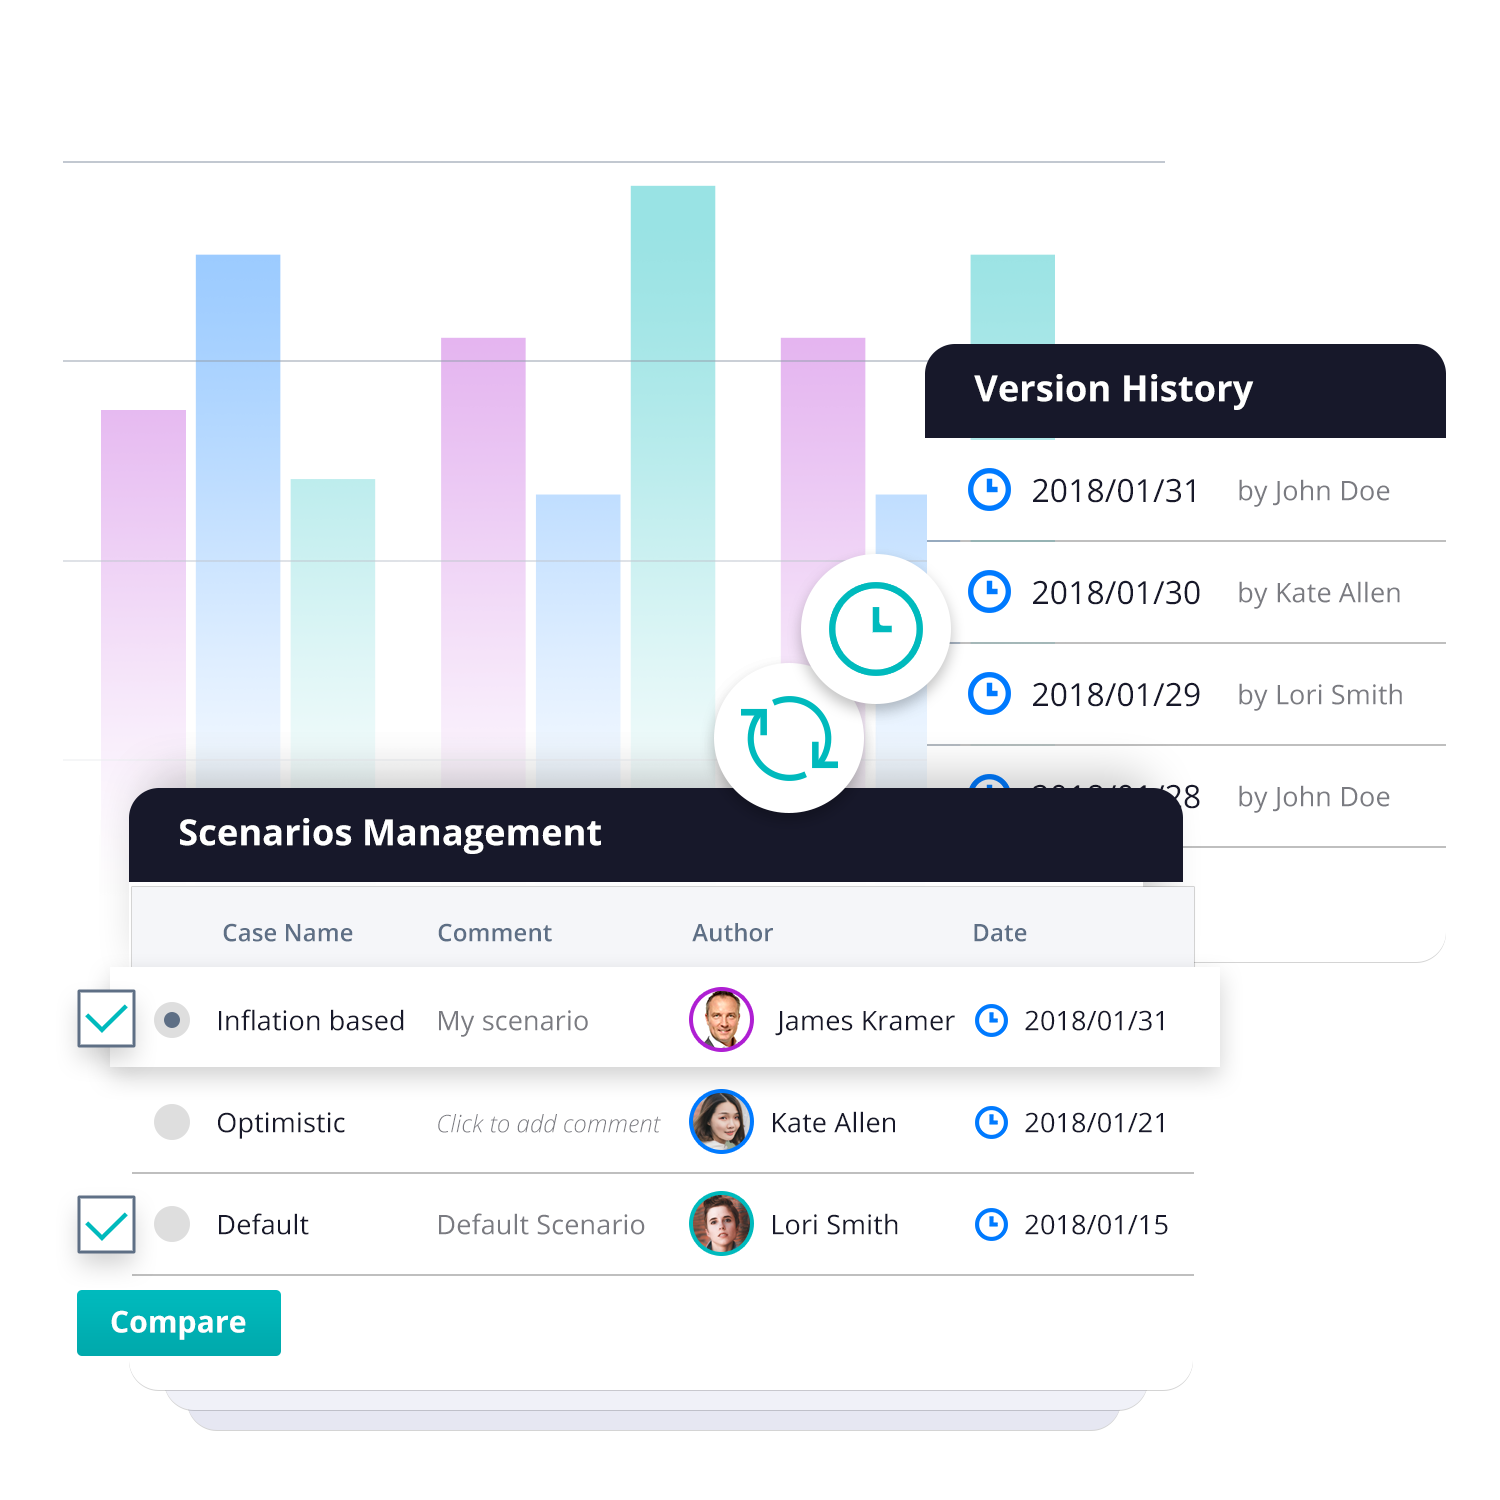 Version History
2018/01/31 by John Doe
2018/01/30 by Kate Allen
2018/01/29 by Lori Smith
28 by John Doe
Scenarios Management
Case Name Comment Author Date
Inflation based My scenario James Kramer 2018/01/31
Optimistic Click to add comment Kate Allen 2018/01/21
Default Default Scenario Lori Smith 2018/01/15
Compare